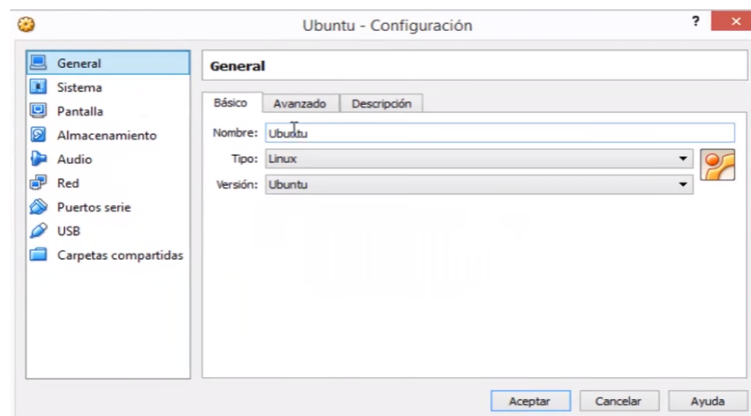 Ubuntu - Configuración
?
×
General
Sistema
Pantalla
Almacenamiento
Audio
Red
Puertos serie
USB
Carpetas compartidas
General
Básico Avanzado Descripción
Nombre: Ubuntu
Tipo: Linux
Versión: Ubuntu
Aceptar Cancelar Ayuda